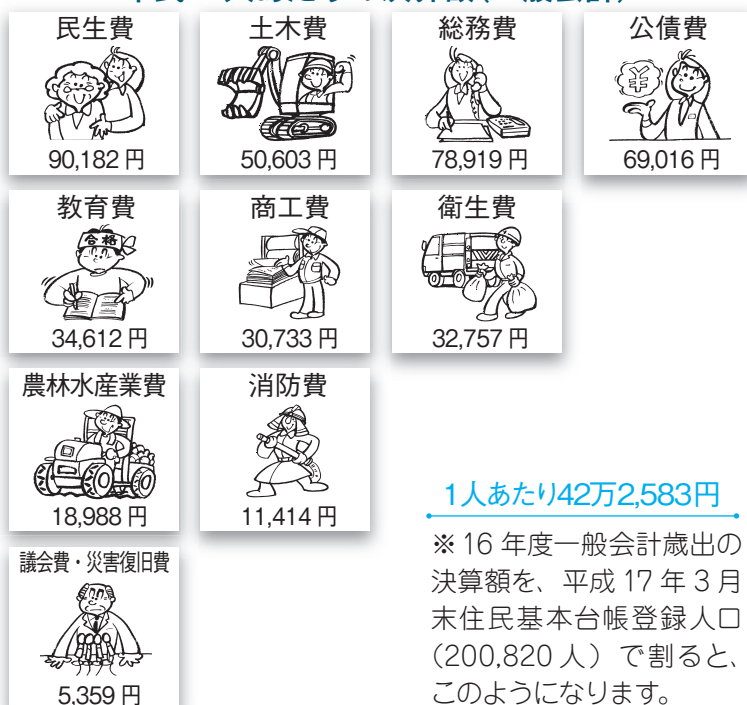 民生費
90,182 円
土木費
50,603 円
総務費
78,919 円
公債費
¥
69,016 円
教育費
合格
34,612 円
商工費
30,733 円
衛生費
32,757 円
農林水産業費
18,988 円
消防費
11,414 円
議会費・災害復旧費
5,359 円
1人あたり42万2,583円
※ 16 年度一般会計歳出の
決算額を、平成 17 年 3 月
末住民基本台帳登録人口
(200,820 人）で割ると、
このようになります。